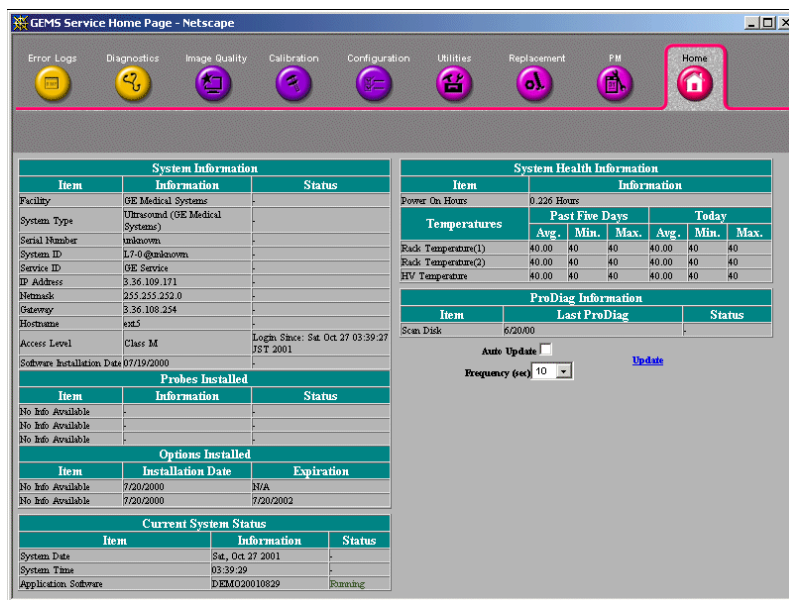 GEMS Service Home Page - Netscape
Error Logs Diagnostics Image Quality Calibration Configuration Utilities Replacement PM Home
System Information
Item Information Status
Facility GE Medical Systems -
System Type Ultrasound (GE Medical Systems) -
Serial Number unknown -
System ID L7-0@unknown -
Service ID GE Service -
IP Address 3.36.109.171 -
Netmask 255.255.252.0 -
Gateway 3.36.108.254 -
Hostname ext5 -
Access Level Class M Login Since: Sat Oct 27 03:39:27 JST 2001
Software Installation Date 07/19/2000 -
Probes Installed
Item Information Status
No Info Available - -
No Info Available - -
No Info Available - -
Options Installed
Item Installation Date Expiration
No Info Available 7/20/2000 N/A
No Info Available 7/20/2000 7/20/2002
Current System Status
Item Information Status
System Date Sat, Oct 27 2001 -
System Time 03:39:29 -
Application Software DEMO20010829 Running
System Health Information
Item Information
Power On Hours 0.226 Hours
Temperatures Past Five Days Today
Avg. Min. Max. Avg. Min. Max.
Rack Temperature(1) 40.00 40 40 40.00 40 40
Rack Temperature(2) 40.00 40 40 40.00 40 40
HV Temperature 40.00 40 40 40.00 40 40
ProDiag Information
Item Last ProDiag Status
Scan Disk 6/20/00 -
Auto Update
Update
Frequency (sec) 10